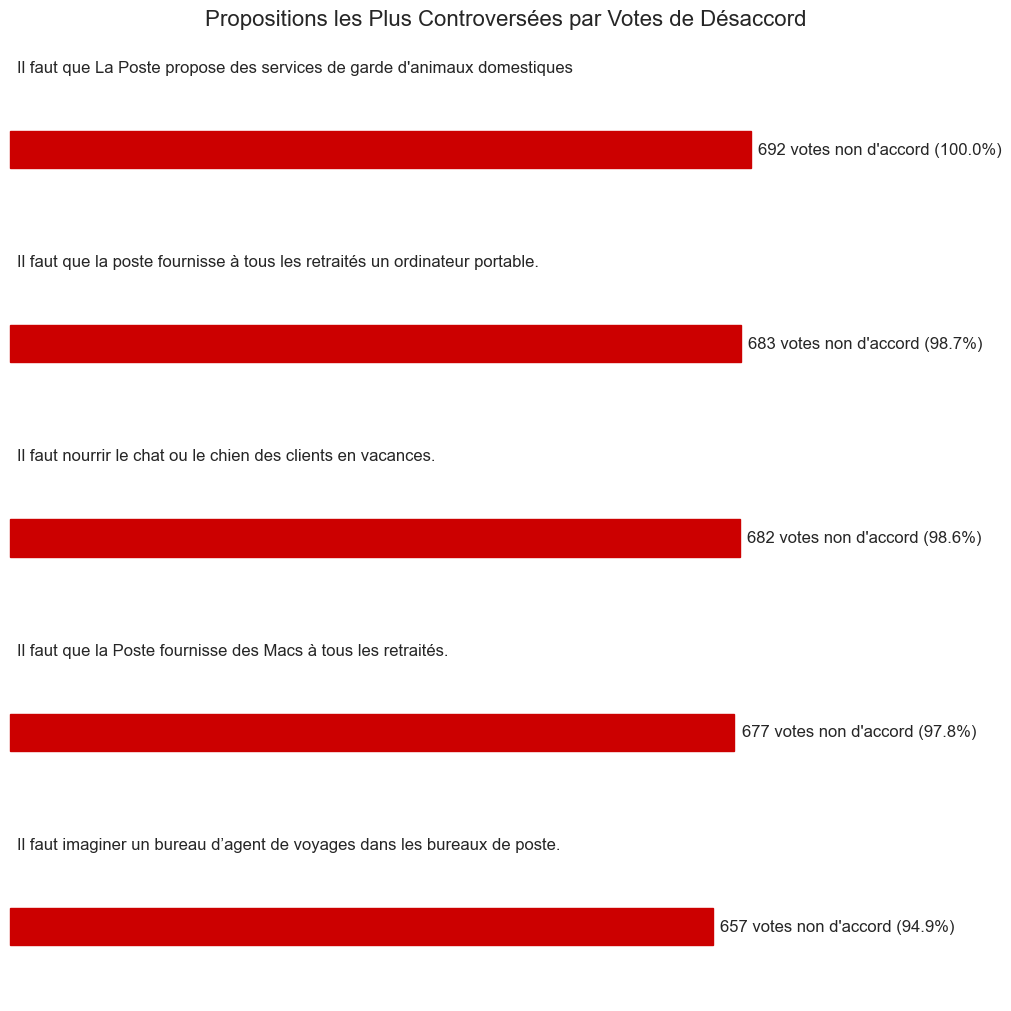 Propositions les Plus Controversées par Votes de Désaccord
Il faut que La Poste propose des services de garde d'animaux domestiques
692 votes non d'accord (100.0%)
Il faut que la poste fournisse à tous les retraités un ordinateur portable.
683 votes non d'accord (98.7%)
Il faut nourrir le chat ou le chien des clients en vacances.
682 votes non d'accord (98.6%)
Il faut que la Poste fournisse des Macs à tous les retraités.
677 votes non d'accord (97.8%)
Il faut imaginer un bureau d’agent de voyages dans les bureaux de poste.
657 votes non d'accord (94.9%)